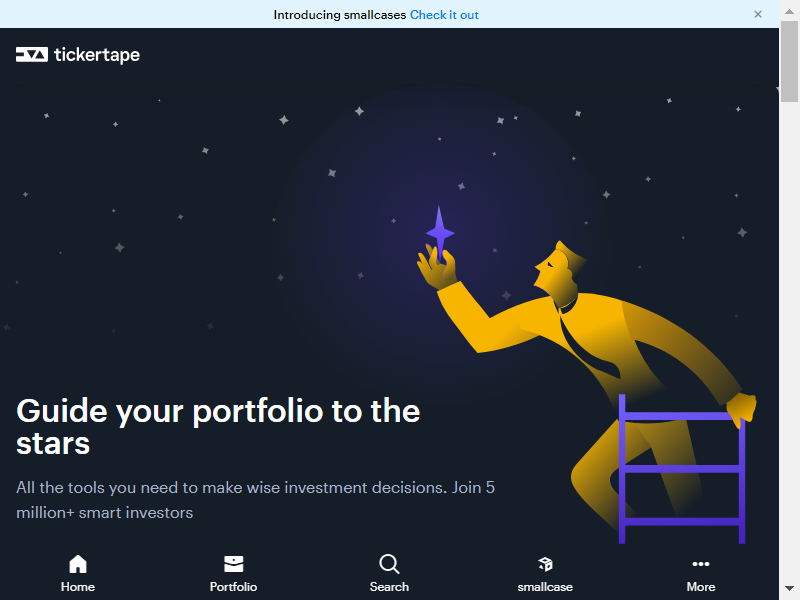 Introducing smallcases Check it out
tickertape
Guide your portfolio to the
stars
All the tools you need to make wise investment decisions. Join 5
million+ smart investors
Home
Portfolio
Search
smallcase
More